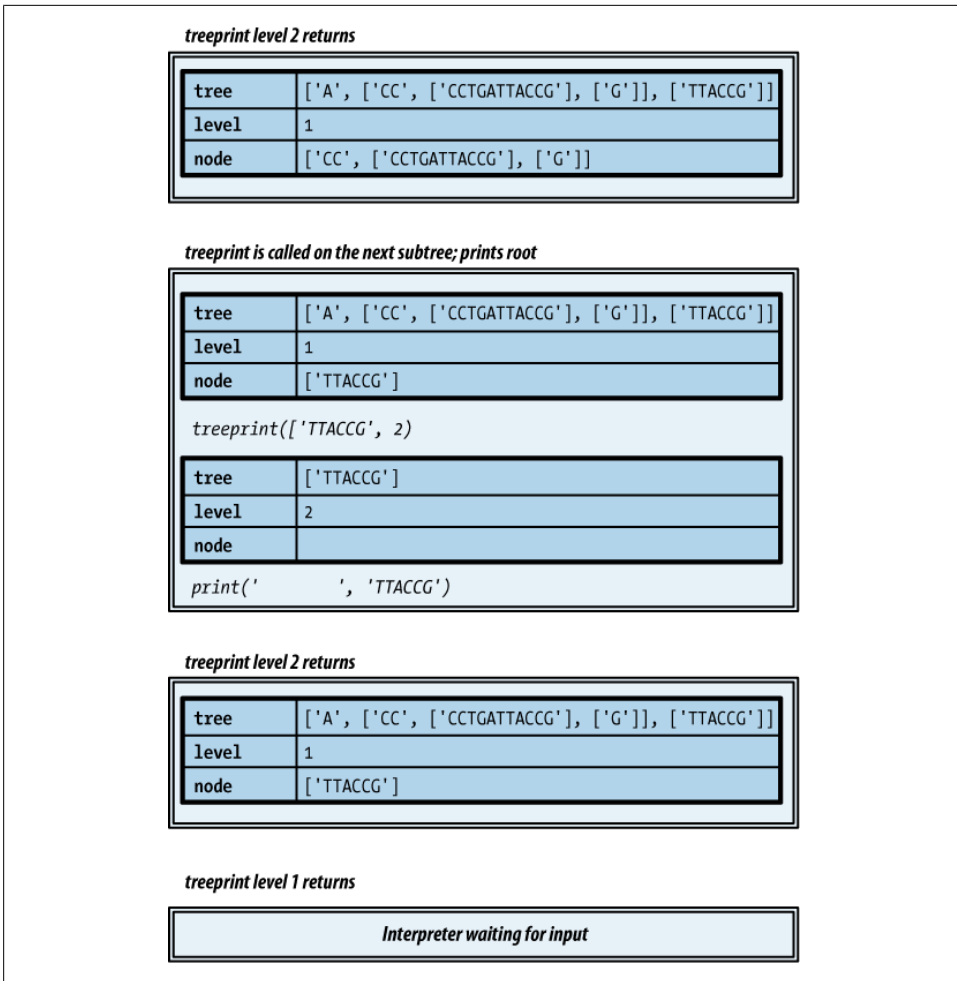 treeprint level 2 returns
tree ['A', ['CC', ['CCTGATTACCG'], ['G']], ['TTACCG']]
level 1
node ['CC', ['CCTGATTACCG'], ['G']]
treeprint is called on the next subtree; prints root
tree ['A', ['CC', ['CCTGATTACCG'], ['G']], ['TTACCG']]
level 1
node ['TTACCG']
treeprint(['TTACCG', 2)
tree ['TTACCG']
level 2
node
print('        ', 'TTACCG')
treeprint level 2 returns
tree ['A', ['CC', ['CCTGATTACCG'], ['G']], ['TTACCG']]
level 1
node ['TTACCG']
treeprint level 1 returns
Interpreter waiting for input